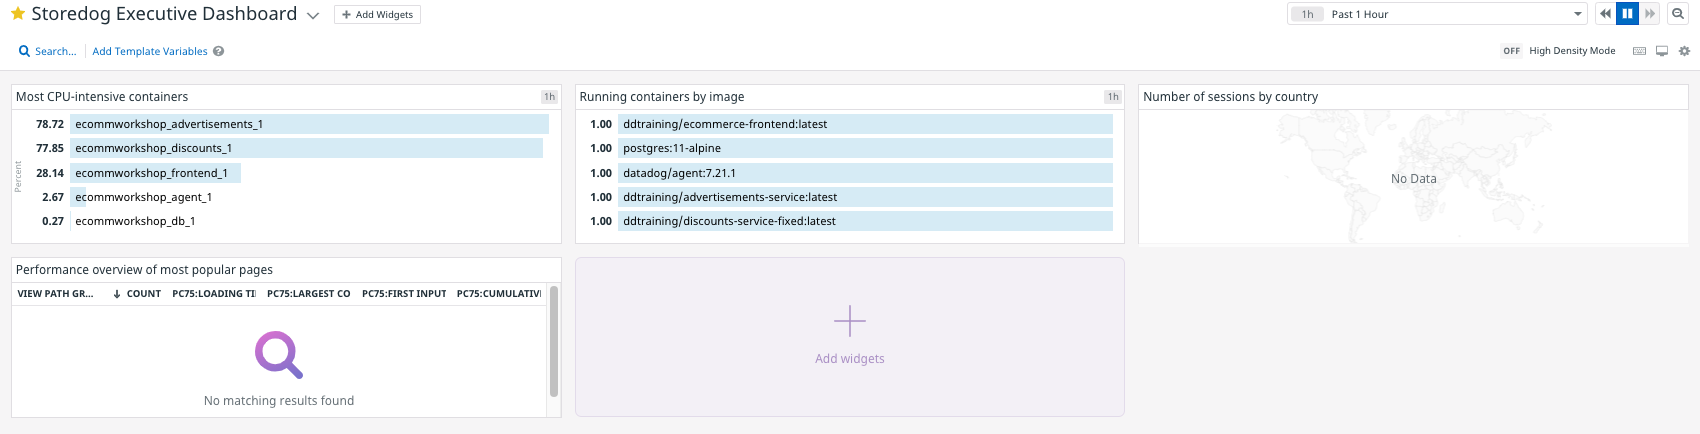 Storedog Executive Dashboard
+ Add Widgets
1h Past 1 Hour
Search...
Add Template Variables
OFF High Density Mode
Most CPU-intensive containers
1h
Percent
78.72 ecommworkshop_advertisements_1
77.85 ecommworkshop_discounts_1
28.14 ecommworkshop_frontend_1
2.67 ecommworkshop_agent_1
0.27 ecommworkshop_db_1
Running containers by image
1h
1.00 ddtraining/ecommerce-frontend:latest
1.00 postgres:11-alpine
1.00 datadog/agent:7.21.1
1.00 ddtraining/advertisements-service:latest
1.00 ddtraining/discounts-service-fixed:latest
Number of sessions by country
No Data
Performance overview of most popular pages
VIEW PATH GR... ↓ COUNT PC75:LOADING TI PC75:LARGEST CO PC75:FIRST INPUT PC75:CUMULATIV
No matching results found
Add widgets